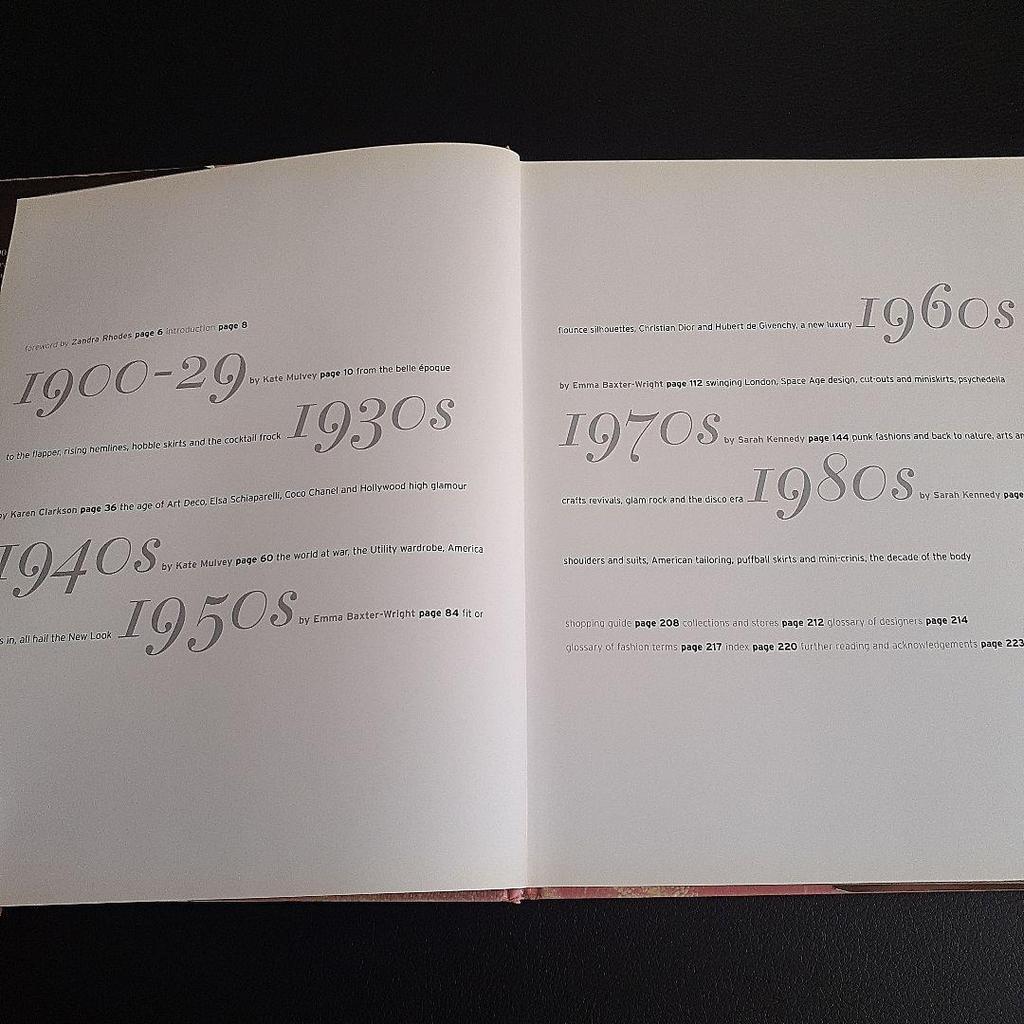 foreword by Zandra Rhodes page 6 introduction page 8
1900-29 by Kate Mulvey page 10 from the belle époque
to the flapper, rising hemlines, hobble skirts and the cocktail frock 1930s
by Karen Clarkson page 36 the age of Art Deco, Elsa Schiaparelli, Coco Chanel and Hollywood high glamour
1940s by Kate Mulvey page 60 the world at war, the Utility wardrobe, America
s in, all hail the New Look 1950s by Emma Baxter-Wright page 84 fit or
flounce silhouettes, Christian Dior and Hubert de Givenchy, a new luxury 1960s
by Emma Baxter-Wright page 112 swinging London, Space Age design, cut-outs and miniskirts, psychedelia
1970s by Sarah Kennedy page 144 punk fashions and back to nature, arts an
crafts revivals, glam rock and the disco era 1980s by Sarah Kennedy page
shoulders and suits, American tailoring, puffball skirts and mini-crinis, the decade of the body
shopping guide page 208 collections and stores page 212 glossary of designers page 214
glossary of fashion terms page 217 index page 220 further reading and acknowledgements page 223